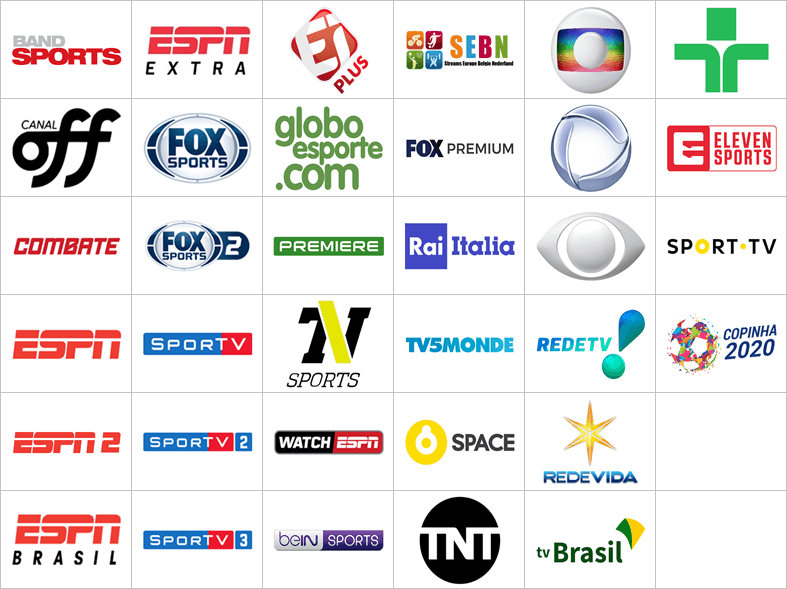 BAND
SPORTS
ESPN
EXTRA
EI
PLUS
SEBN
Streams Europe Belgie Nederland
CANAL
off
FOX
SPORTS
globo
esporte
.com
FOX PREMIUM
ELEVEN
SPORTS
COMBATE
FOX
SPORTS 2
PREMIERE
Rai Italia
SPORT•TV
ESPN
SPORTV
TV
SPORTS
TV5MONDE
REDETV!
COPINHA
2020
ESPN 2
SPORTV 2
WATCH ESPN
SPACE
REDEVIDA
ESPN
BRASIL
SPORTV 3
beIN SPORTS
TNT
tv Brasil